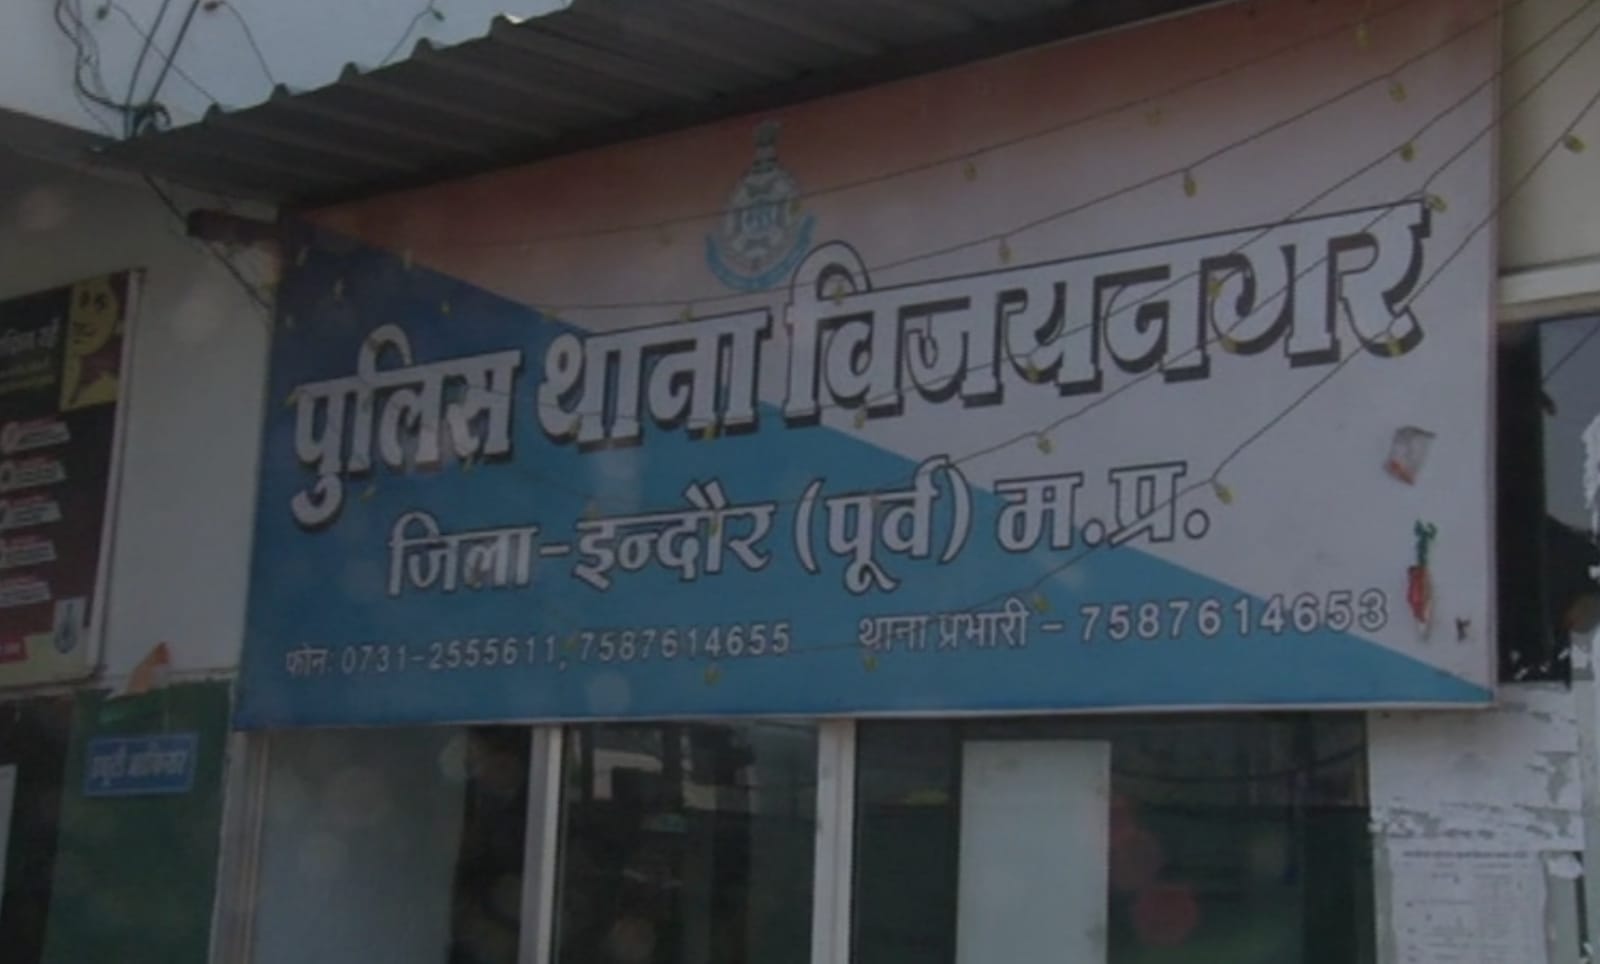 पुलिस थाना विजयनगर
जिला-इन्दौर (पूर्व) म.प्र.
फोन: 0731-2555611, 7587614655 थाना प्रभारी - 7587614653